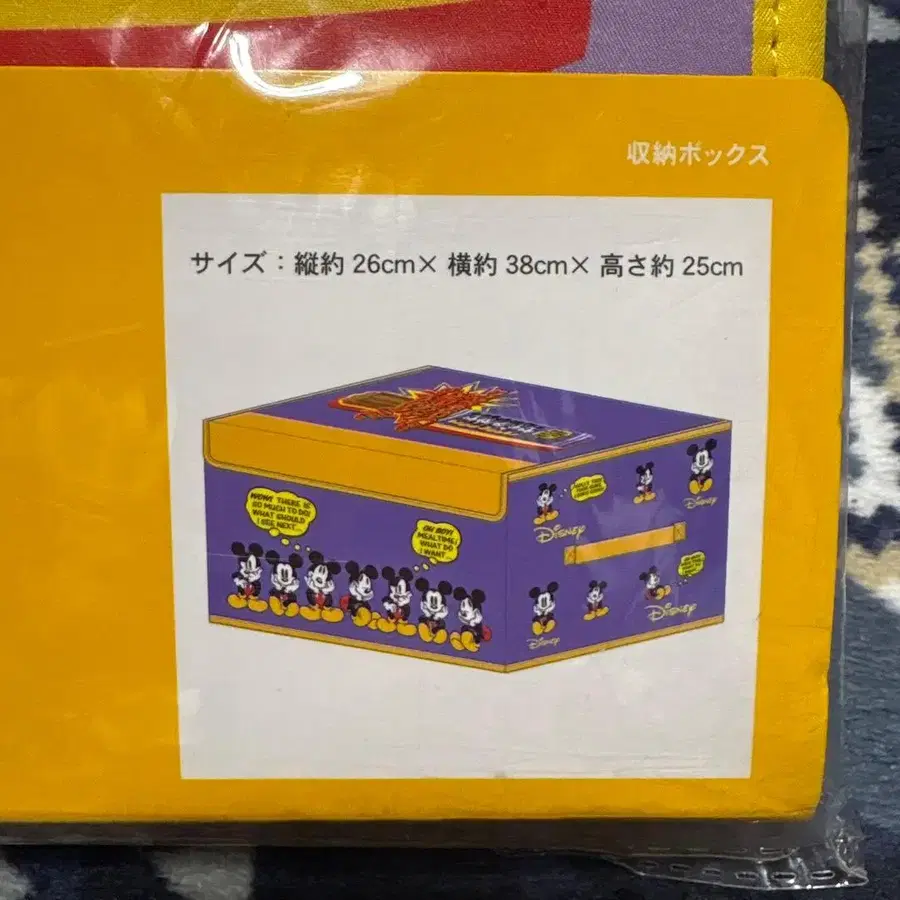 収納ボックス
サイズ：縦約 26cm× 横約 38cm× 高さ約 25cm
WOW! THERE IS
SO MUCH TO DO!
WHAT SHOULD
I SEE NEXT...
OH BOY!
MEALTIME!
WHAT DO
I WANT...
Disney
Disney
Disney
Disney